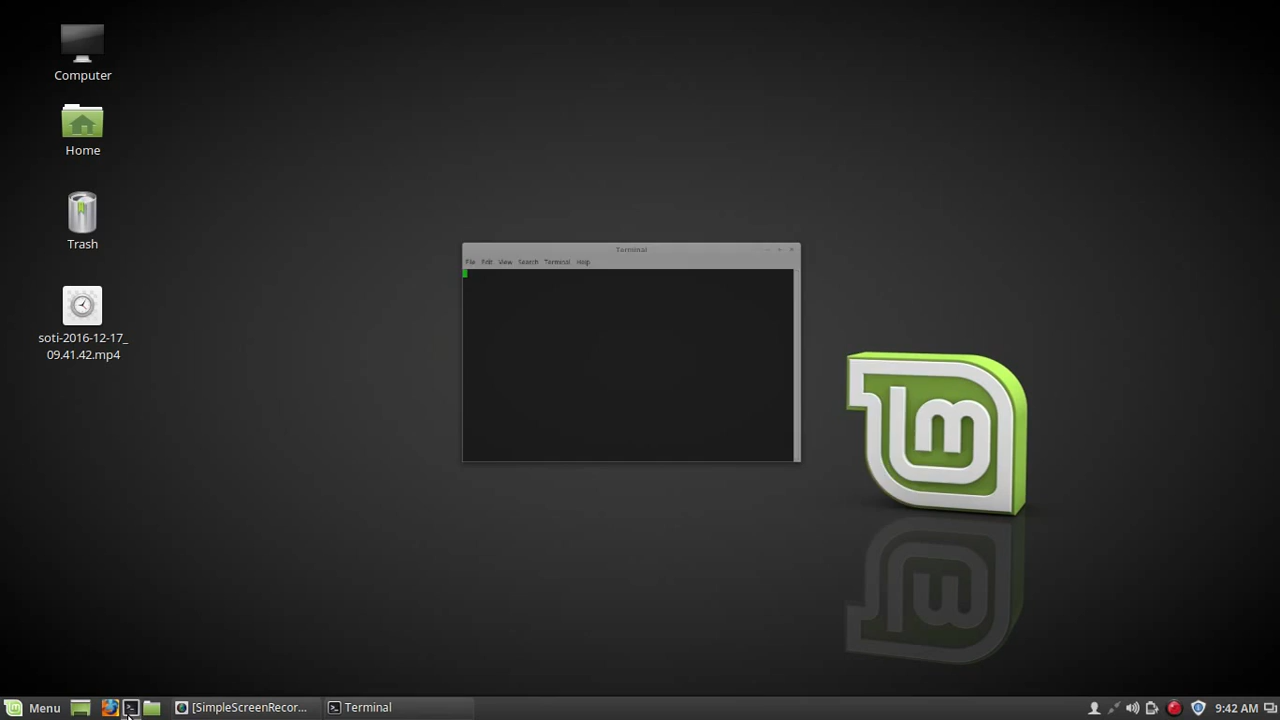 Computer
Home
Trash
soti-2016-12-17_
09.41.42.mp4
Terminal
File Edit View Search Terminal Help
Menu
[SimpleScreenRecor...
Terminal
9:42 AM